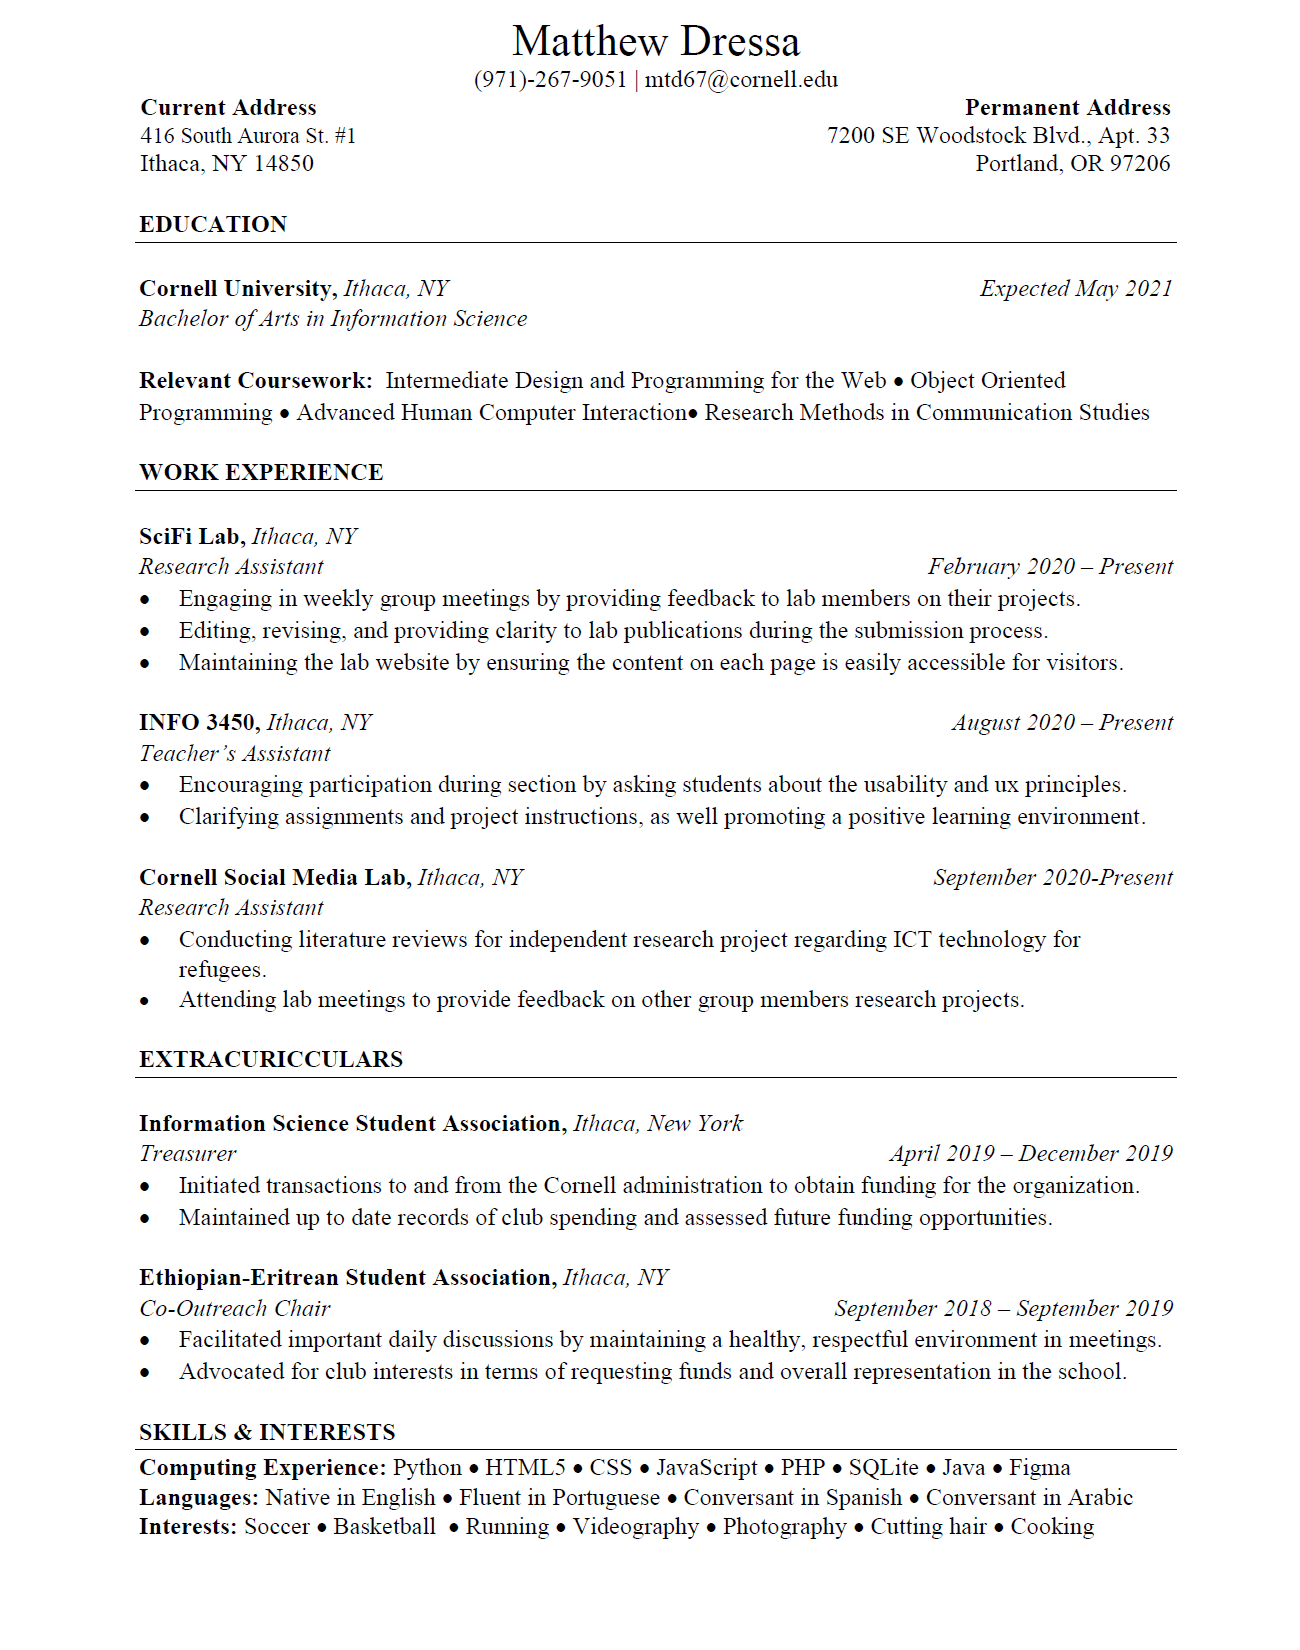 Matthew Dressa
(971)-267-9051 | mtd67@cornell.edu
Current Address Permanent Address
416 South Aurora St. #1 7200 SE Woodstock Blvd., Apt. 33
Ithaca, NY 14850 Portland, OR 97206
EDUCATION
Cornell University, Ithaca, NY Expected May 2021
Bachelor of Arts in Information Science
Relevant Coursework: Intermediate Design and Programming for the Web ● Object Oriented
Programming ● Advanced Human Computer Interaction● Research Methods in Communication Studies
WORK EXPERIENCE
SciFi Lab, Ithaca, NY
Research Assistant February 2020 – Present
● Engaging in weekly group meetings by providing feedback to lab members on their projects.
● Editing, revising, and providing clarity to lab publications during the submission process.
● Maintaining the lab website by ensuring the content on each page is easily accessible for visitors.
INFO 3450, Ithaca, NY August 2020 – Present
Teacher’s Assistant
● Encouraging participation during section by asking students about the usability and ux principles.
● Clarifying assignments and project instructions, as well promoting a positive learning environment.
Cornell Social Media Lab, Ithaca, NY September 2020-Present
Research Assistant
● Conducting literature reviews for independent research project regarding ICT technology for
refugees.
● Attending lab meetings to provide feedback on other group members research projects.
EXTRACURICCULARS
Information Science Student Association, Ithaca, New York
Treasurer April 2019 – December 2019
● Initiated transactions to and from the Cornell administration to obtain funding for the organization.
● Maintained up to date records of club spending and assessed future funding opportunities.
Ethiopian-Eritrean Student Association, Ithaca, NY
Co-Outreach Chair September 2018 – September 2019
● Facilitated important daily discussions by maintaining a healthy, respectful environment in meetings.
● Advocated for club interests in terms of requesting funds and overall representation in the school.
SKILLS & INTERESTS
Computing Experience: Python ● HTML5 ● CSS ● JavaScript ● PHP ● SQLite ● Java ● Figma
Languages: Native in English ● Fluent in Portuguese ● Conversant in Spanish ● Conversant in Arabic
Interests: Soccer ● Basketball ● Running ● Videography ● Photography ● Cutting hair ● Cooking